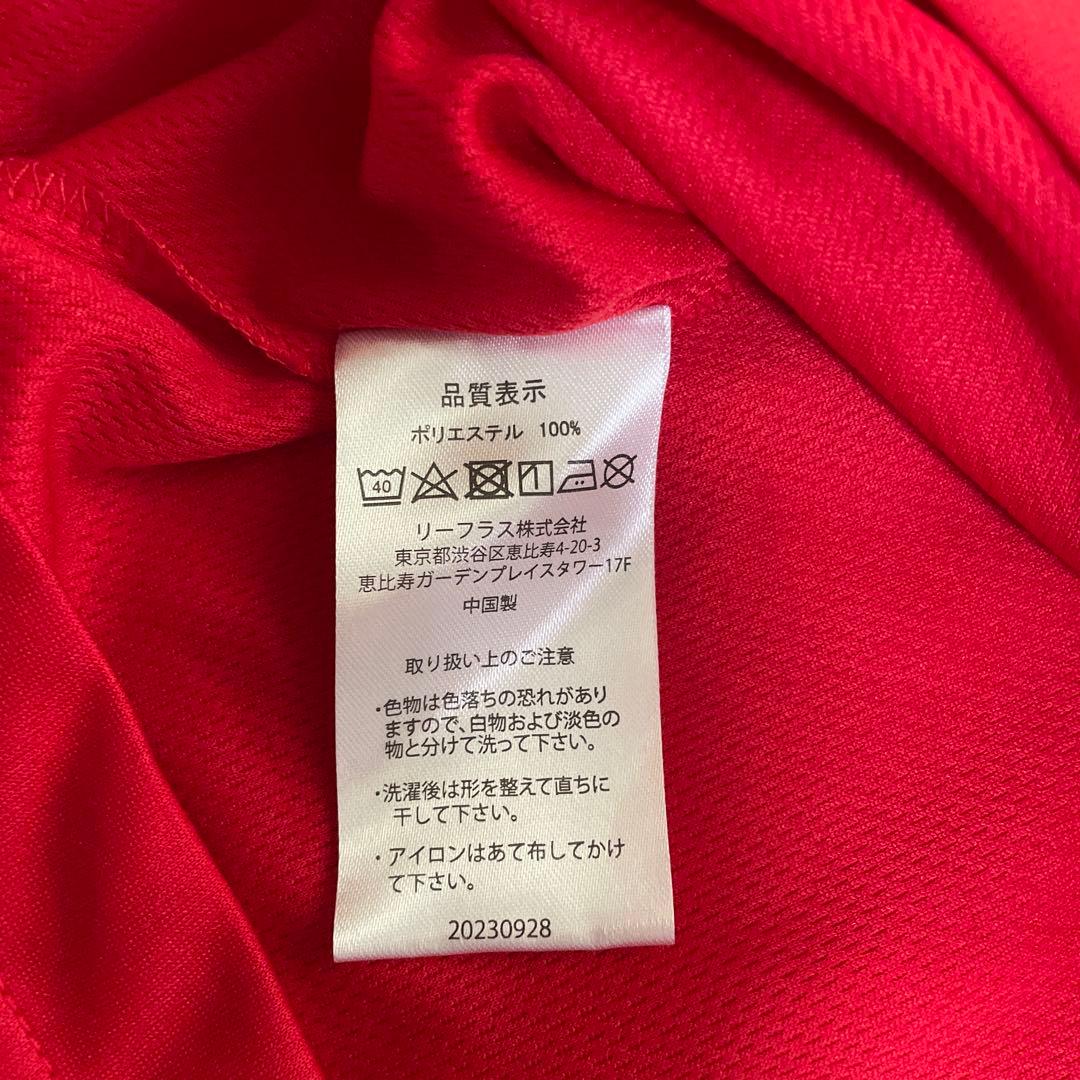 品質表示
ポリエステル 100%
40
リーフラス株式会社
東京都渋谷区恵比寿4-20-3
恵比寿ガーデンプレイスタワー17F
中国製
取り扱い上のご注意
・色物は色落ちの恐れがあり
ますので、白物および淡色の
物と分けて洗って下さい。
・洗濯後は形を整えて直ちに
干して下さい。
・アイロンはあて布してかけ
て下さい。
20230928